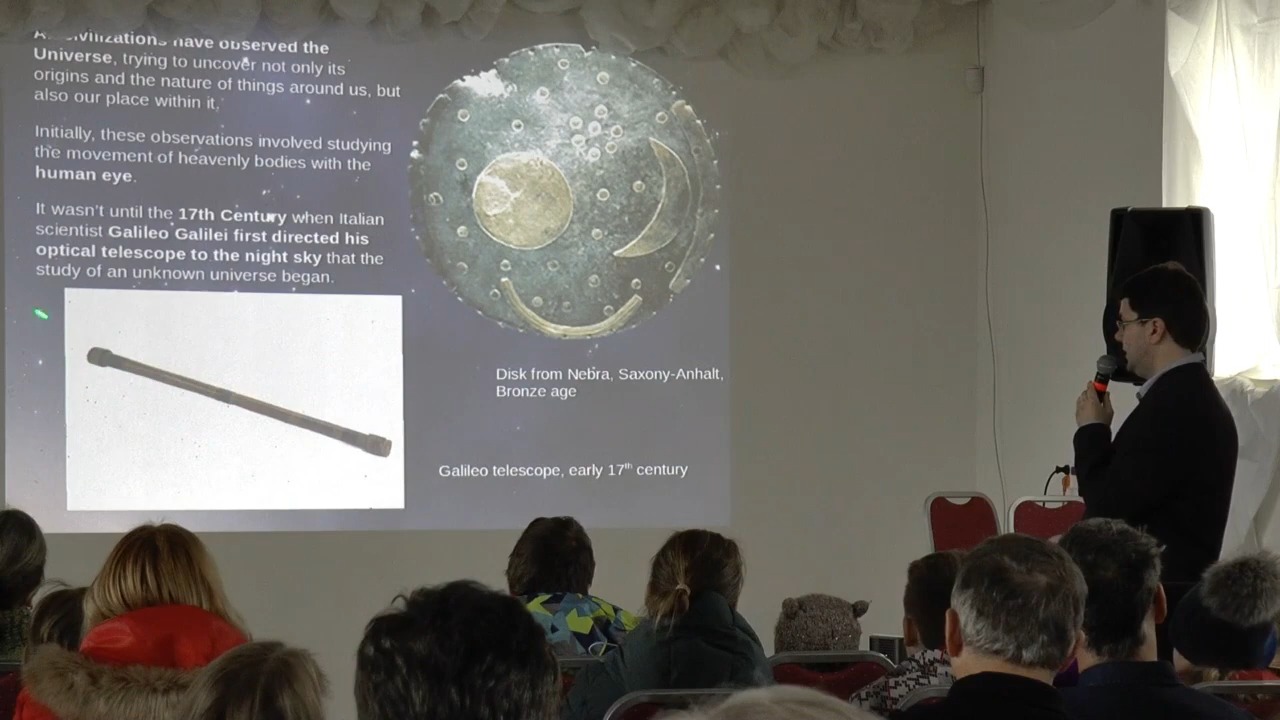 civilizations have observed the
Universe, trying to uncover not only its
origins and the nature of things around us, but
also our place within it,
Initially, these observations involved studying
the movement of heavenly bodies with the
human eye.
It wasn't until the 17th Century when Italian
scientist Galileo Galilei first directed his
optical telescope to the night sky that the
study of an unknown universe began.
Disk from Nebra, Saxony-Anhalt,
Bronze age
Galileo telescope, early 17th century